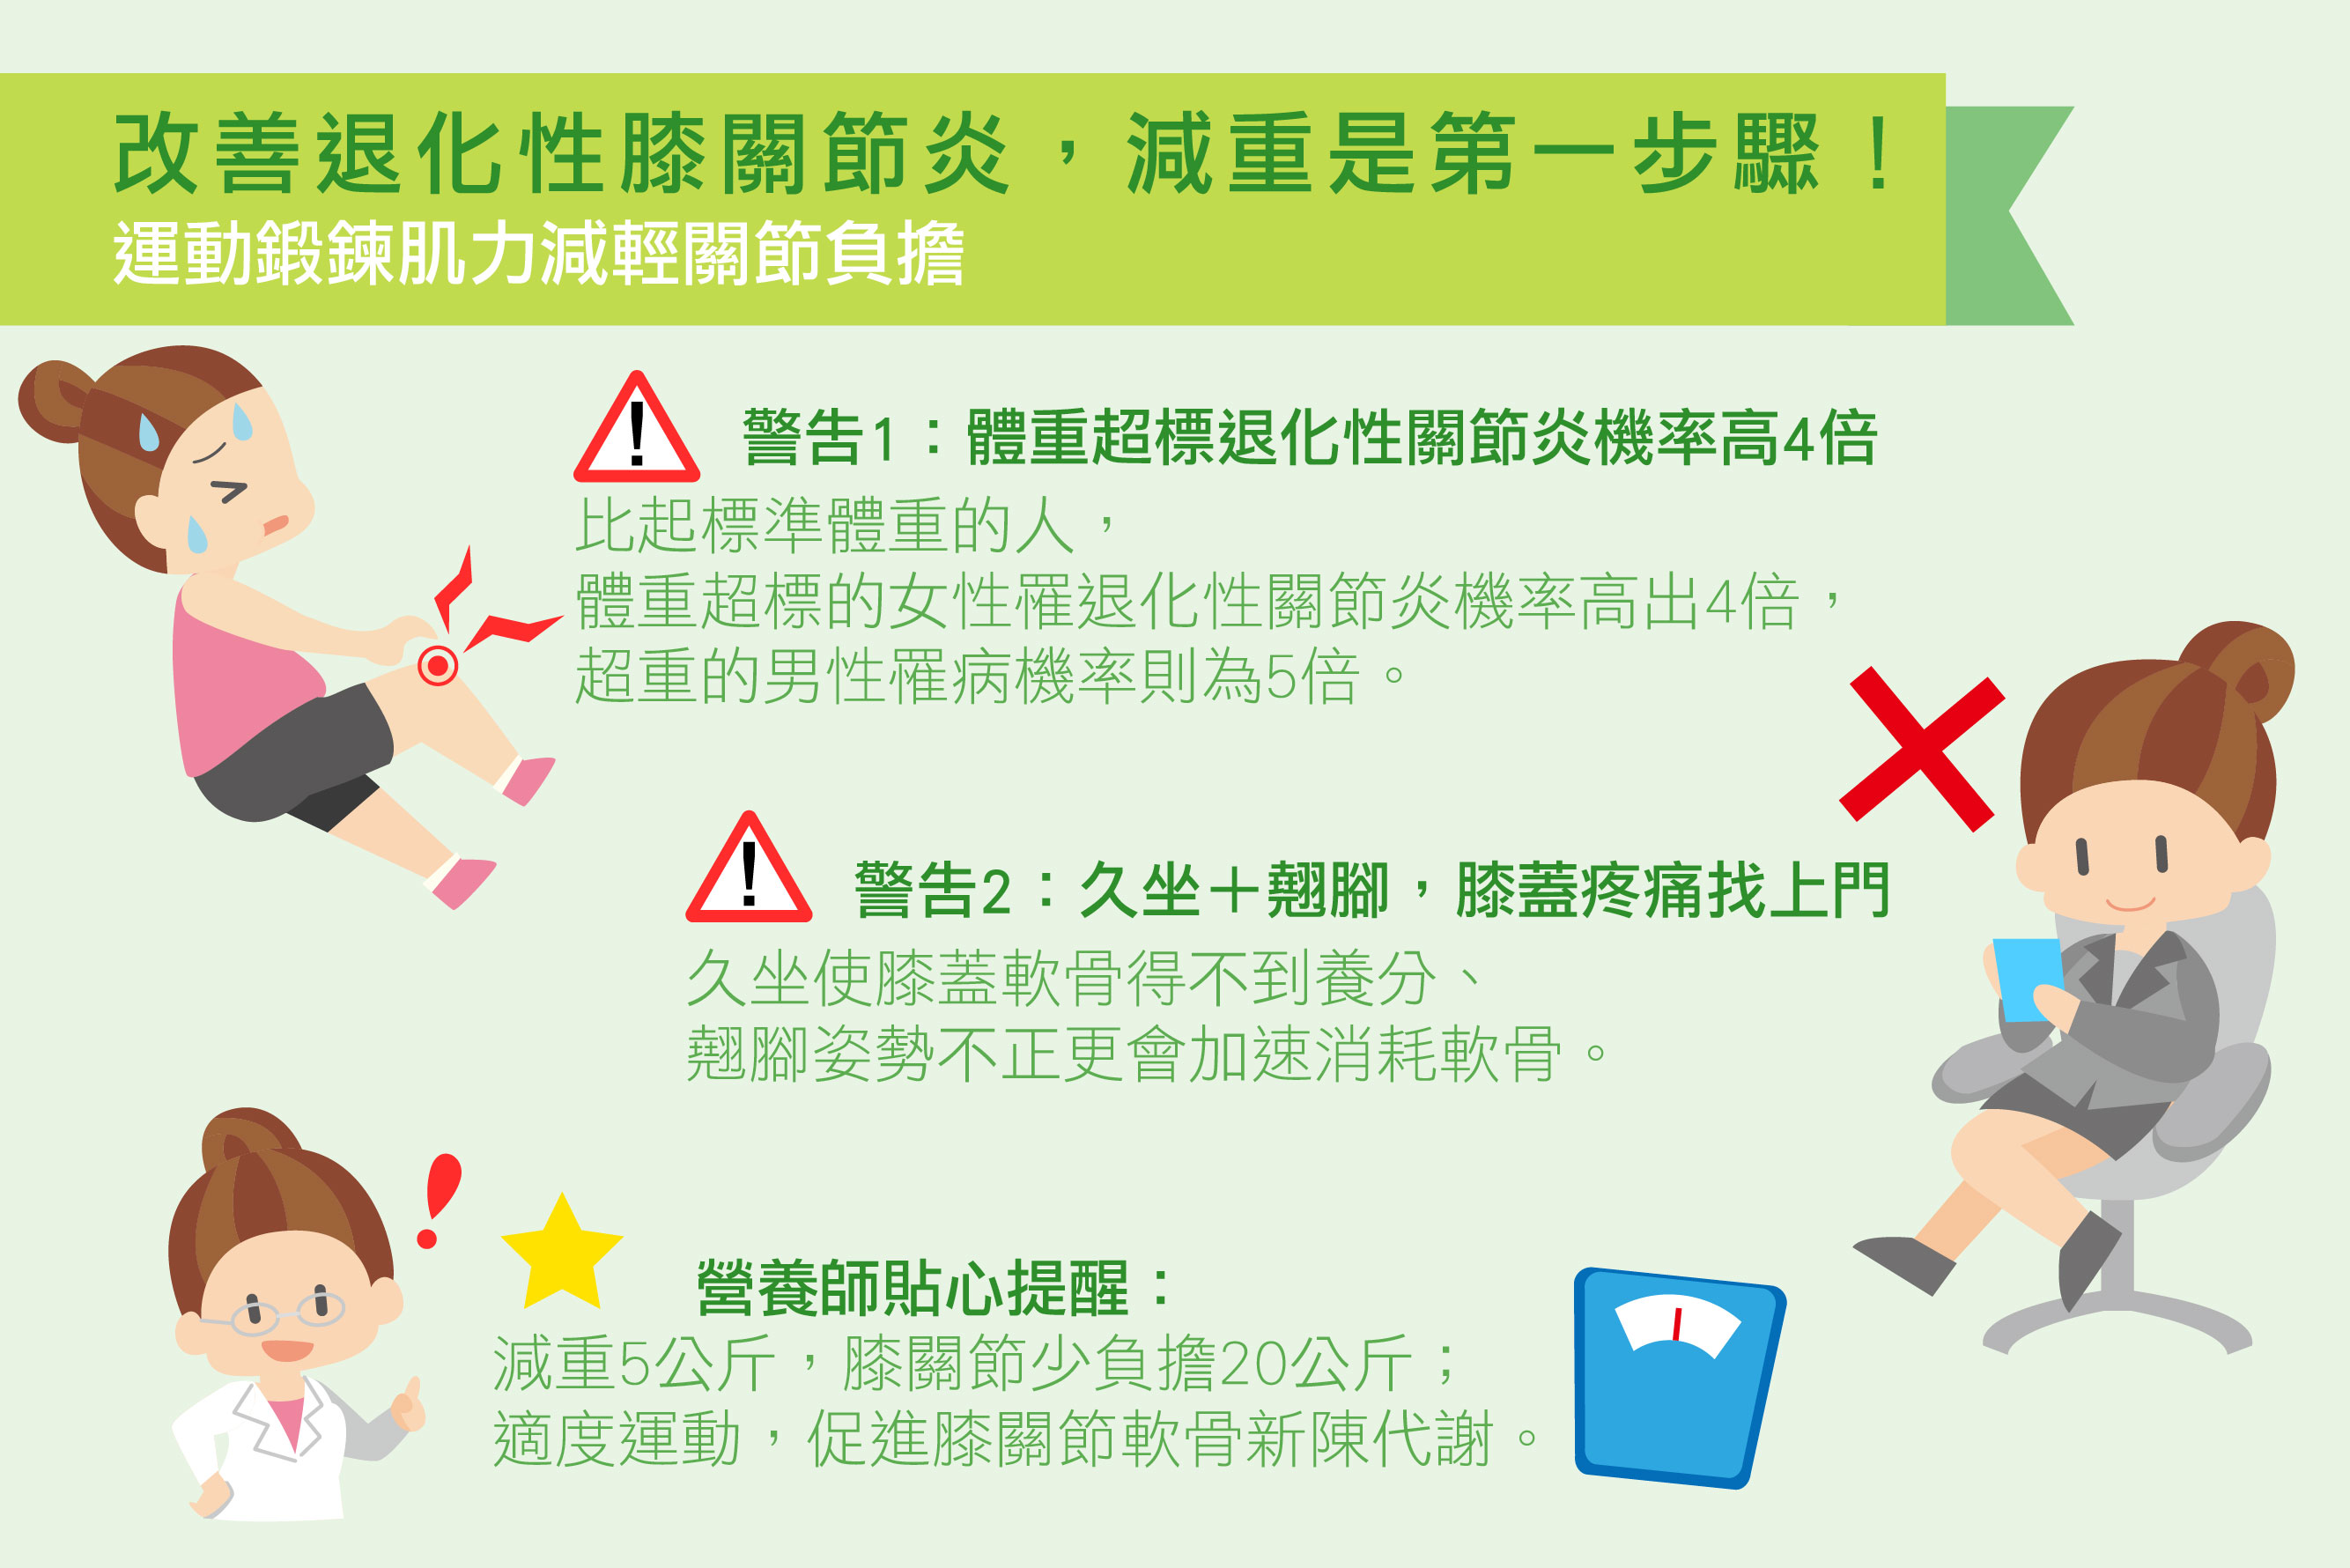 改善退化性膝關節炎，減重是第一步驟！
運動鍛鍊肌力減輕關節負擔
警告1：體重超標退化性關節炎機率高4倍
比起標準體重的人，
體重超標的女性罹退化性關節炎機率高出4倍，
超重的男性罹病機率則為5倍。
警告2：久坐＋翹腳，膝蓋疼痛找上門
久坐使膝蓋軟骨得不到養分、
翹腳姿勢不正更會加速消耗軟骨。
營養師貼心提醒：
減重5公斤，膝關節少負擔20公斤；
適度運動，促進膝關節軟骨新陳代謝。